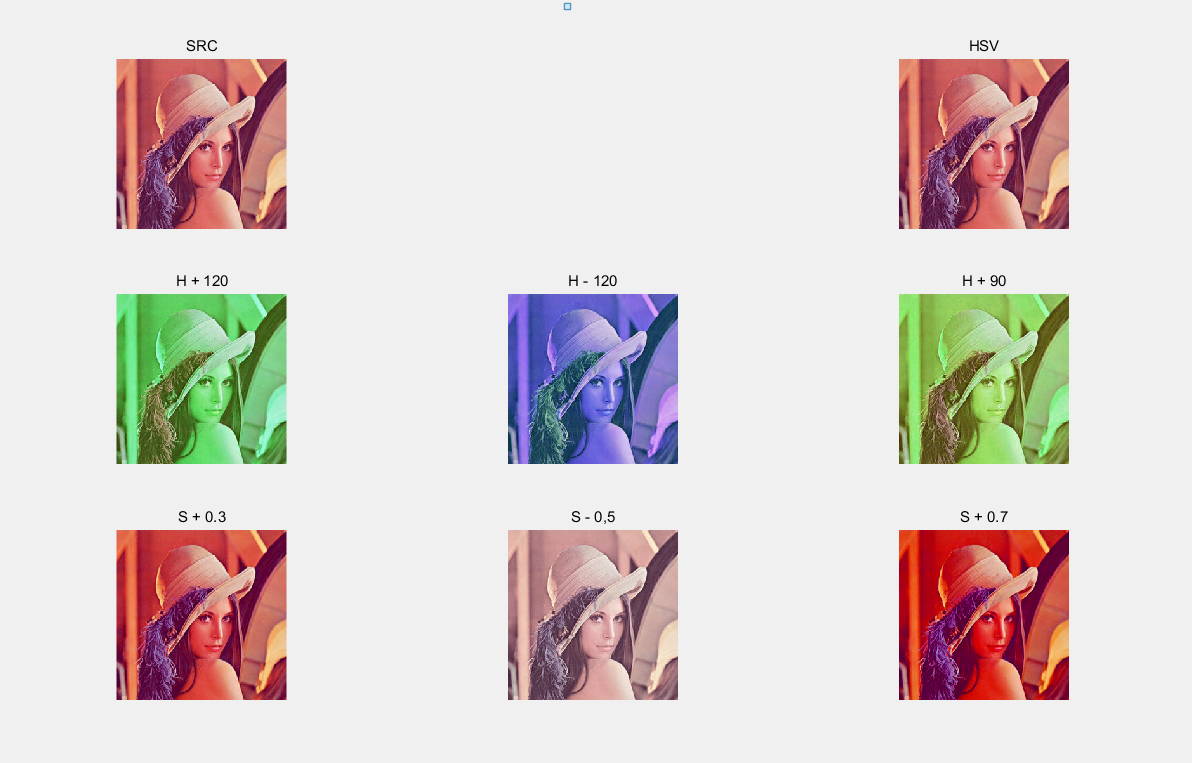 SRC
HSV
H + 120
H - 120
H + 90
S + 0.3
S - 0,5
S + 0.7